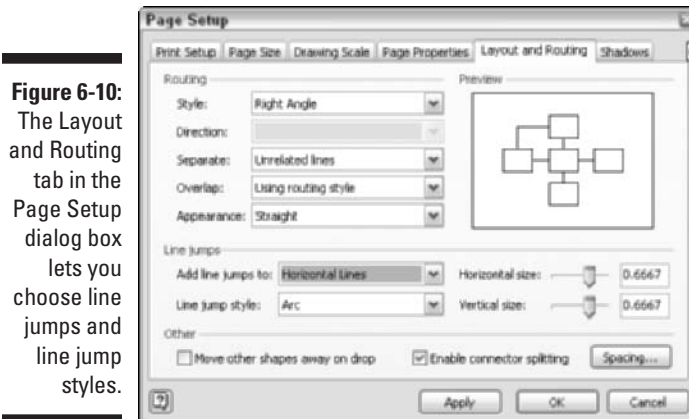 Figure 6-10:
The Layout
and Routing
tab in the
Page Setup
dialog box
lets you
choose line
jumps and
line jump
styles.
Page Setup
Print Setup Page Size Drawing Scale Page Properties Layout and Routing Shadows
Routing
Preview
Style: Right Angle
Direction:
Separate: Unrelated lines
Overlap: Using routing style
Appearance: Straight
Line jumps
Add line jumps to: Horizontal Lines Horizontal size: 0.6667
Line jump style: Arc Vertical size: 0.6667
Other
Move other shapes away on drop Enable connector splitting Spacing...
? Apply OK Cancel